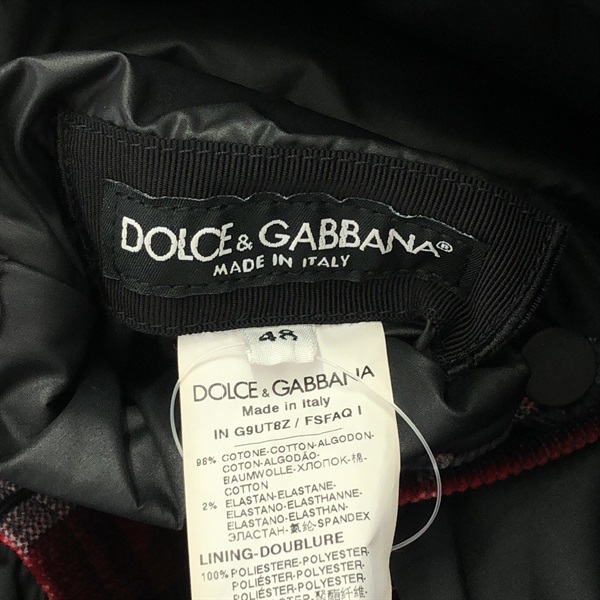 DOLCE & GABBANA®
MADE IN ITALY
48
DOLCE & GABBANA
Made in Italy
IN G9UT8Z / FSFAQ I
98% COTONE-COTTON-ALGODON-
COTON-ALGODÃO-
BAUMWOLLE-ХЛОПОК-棉-
COTTON
2% ELASTAN-ELASTANE-
ELASTANO-ELASTHANNE-
ELASTANO-ELASTHAN-
ЭЛАСТАН-氨纶-SPANDEX
LINING-DOUBLURE
100% POLIESTERE-POLYESTER-
POLIÉSTER-POLYESTER-